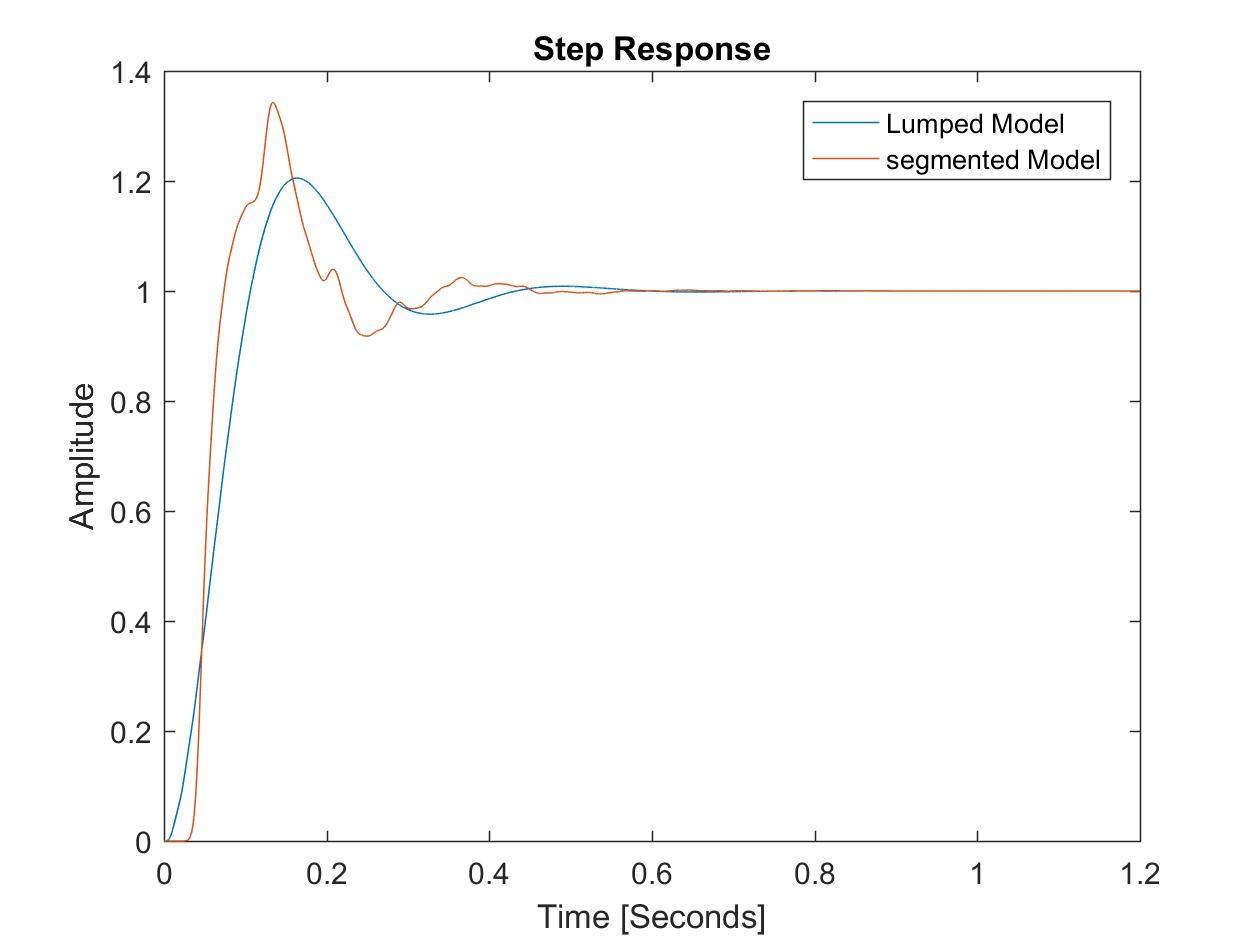 Step Response
1.4
1.2
1
0.8
0.6
0.4
0.2
0
Amplitude
Lumped Model
segmented Model
0 0.2 0.4 0.6 0.8 1 1.2
Time [Seconds]